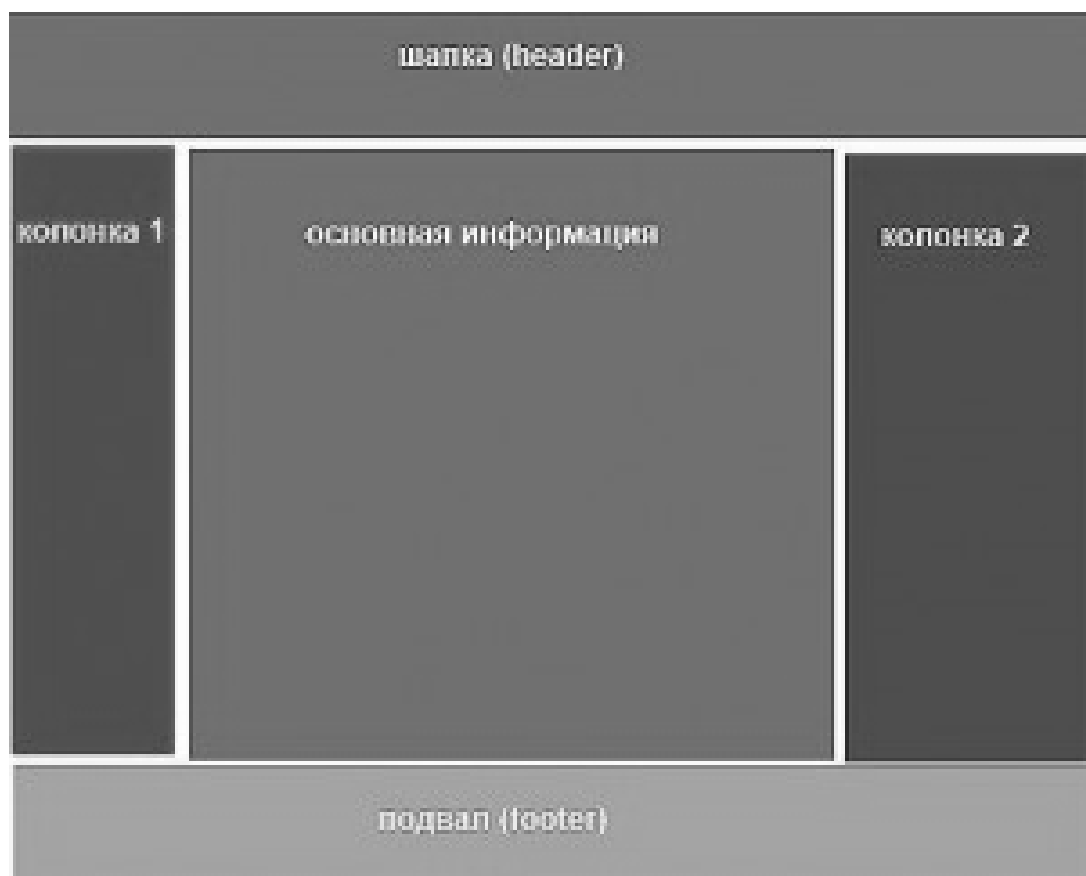 шапка (header)
колонка 1
основная информация
колонка 2
подвал (footer)